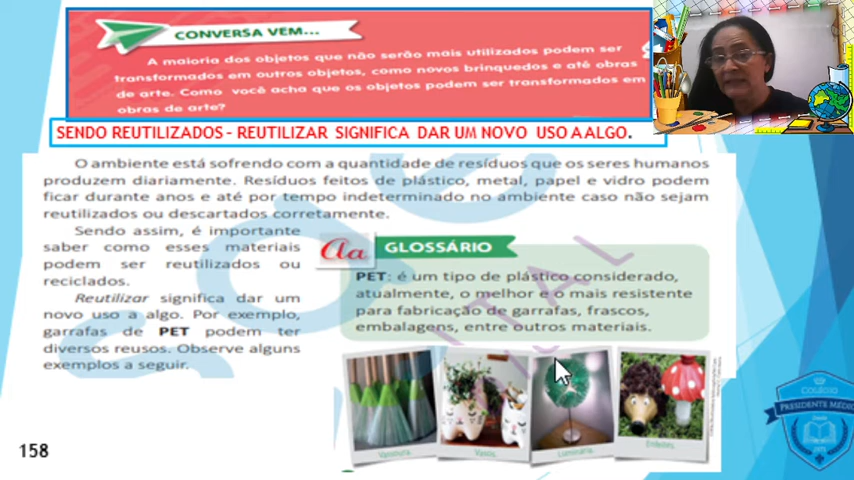 CONVERSA VEM...
A maioria dos objetos que não serão mais utilizados podem ser
transformados em outros objetos, como novos brinquedos e até obras
de arte. Como você acha que os objetos podem ser transformados em
obras de arte?
SENDO REUTILIZADOS - REUTILIZAR SIGNIFICA DAR UM NOVO USO A ALGO.
O ambiente está sofrendo com a quantidade de resíduos que os seres humanos
produzem diariamente. Resíduos feitos de plástico, metal, papel e vidro podem
ficar durante anos e até por tempo indeterminado no ambiente caso não sejam
reutilizados ou descartados corretamente.
Sendo assim, é importante
saber como esses materiais
podem ser reutilizados ou
reciclados.
Reutilizar significa dar um
novo uso a algo. Por exemplo,
garrafas de PET podem ter
diversos reusos. Observe alguns
exemplos a seguir.
Aa GLOSSÁRIO
PET: é um tipo de plástico considerado,
atualmente, o melhor e o mais resistente
para fabricação de garrafas, frascos,
embalagens, entre outros materiais.
Vassoura.
Vasos.
Luminária.
Enfeites.
158
COLÉGIO
PRESIDENTE MÉDICI